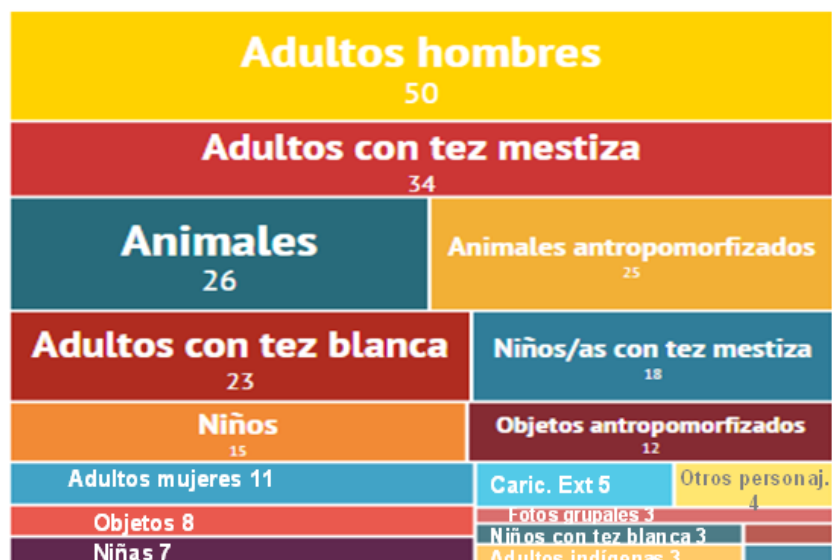 Adultos hombres
50
Adultos con tez mestiza
34
Animales
26
Animales antropomorfizados
25
Adultos con tez blanca
23
Niños/as con tez mestiza
18
Niños
15
Objetos antropomorfizados
12
Adultos mujeres 11
Caric. Ext 5
Otros personaj.
4
Objetos 8
Fotos grupales 3
Niños con tez blanca 3
Niñas 7
Adultos indígenas 3